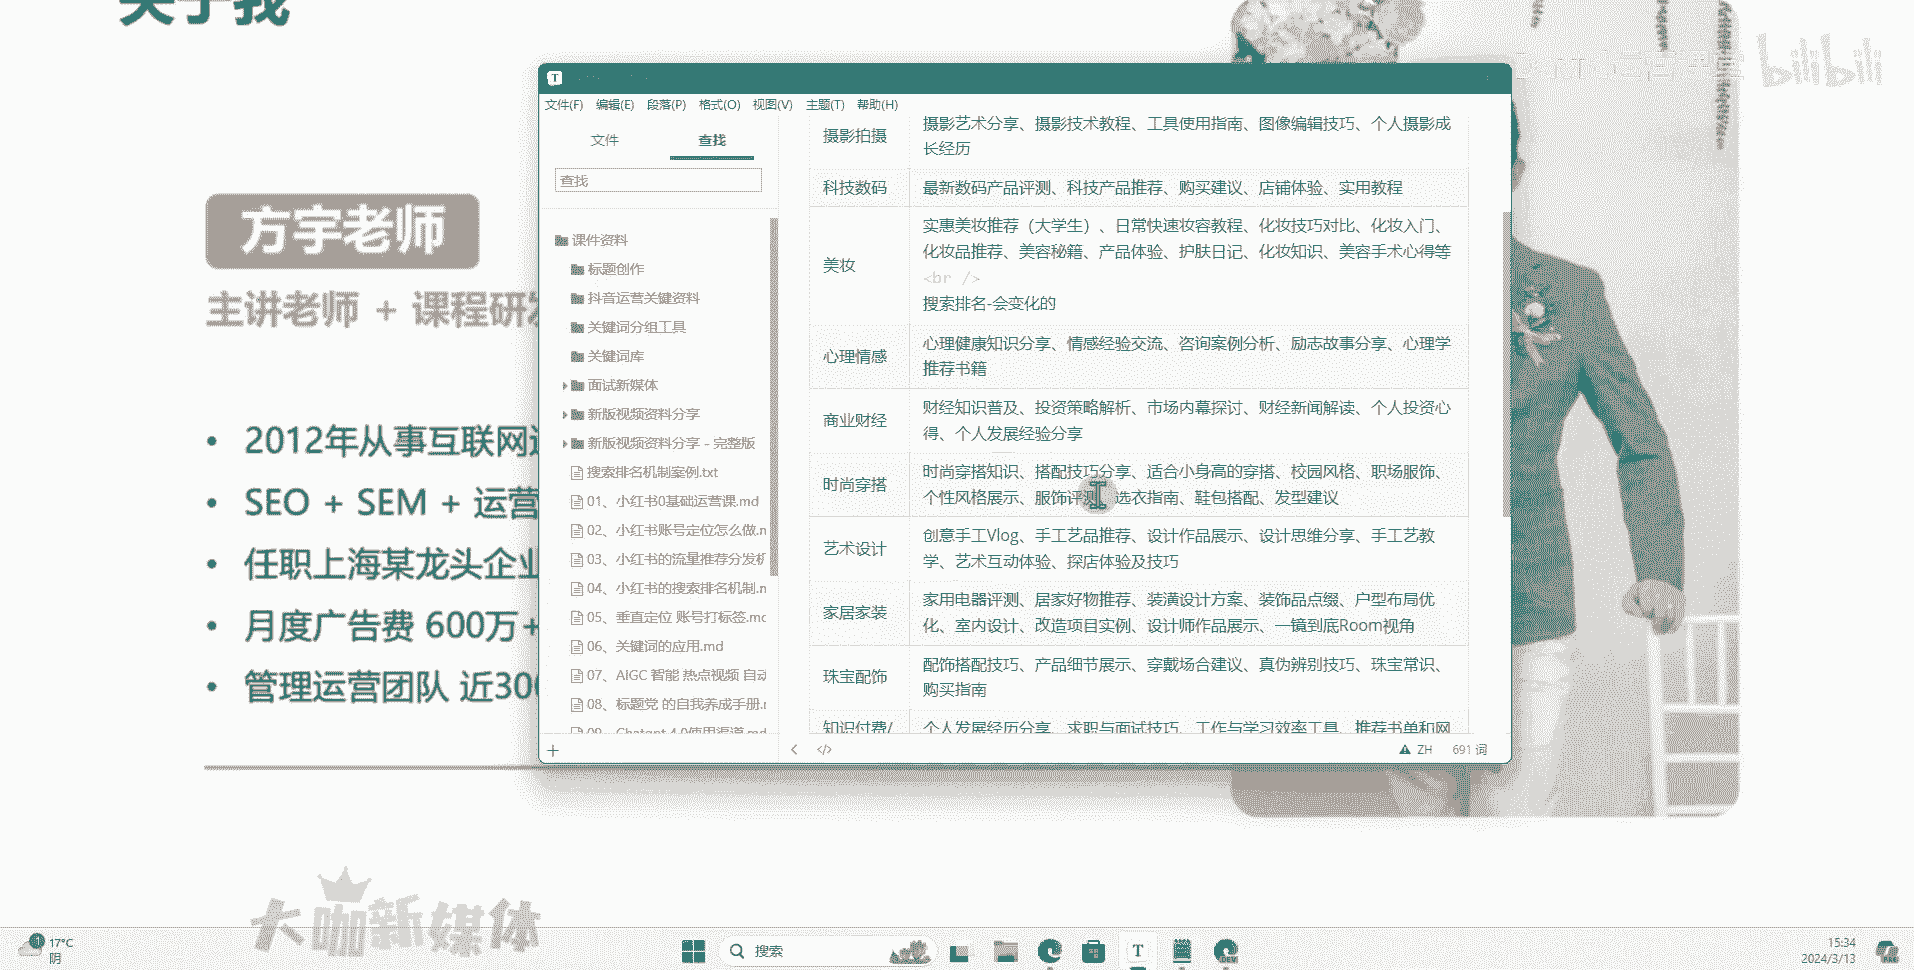 关于我
bilibili
方宇老师
主讲老师 + 课程研发
• 2012年从事互联网运
• SEO + SEM + 运营
• 任职上海某龙头企业
• 月度广告费 600万+
• 管理运营团队 近300
大咖新媒体
文件(F) 编辑(E) 段落(P) 格式(O) 视图(V) 主题(T) 帮助(H)
文件 查找
查找
课件资料
标题创作
抖音运营关键资料
关键词分组工具
关键词库
面试新媒体
新版视频资料分享
新版视频资料分享 - 完整版
搜索排名机制案例.txt
01、小红书0基础运营课.md
02、小红书账号定位怎么做.m
03、小红书的流量推荐分发机
04、小红书的搜索排名机制.m
05、垂直定位 账号打标签.mc
06、关键词的应用.md
07、AIGC 智能 热点视频 自动
08、标题党 的自我养成手册.r
09、Chatgpt 4.0使用渠道.md
摄影拍摄
摄影艺术分享、摄影技术教程、工具使用指南、图像编辑技巧、个人摄影成
长经历
科技数码
最新数码产品评测、科技产品推荐、购买建议、店铺体验、实用教程
美妆
实惠美妆推荐（大学生）、日常快速妆容教程、化妆技巧对比、化妆入门、
化妆品推荐、美容秘籍、产品体验、护肤日记、化妆知识、美容手术心得等
<br />
搜索排名-会变化的
心理情感
心理健康知识分享、情感经验交流、咨询案例分析、励志故事分享、心理学
推荐书籍
商业财经
财经知识普及、投资策略解析、市场内幕探讨、财经新闻解读、个人投资心
得、个人发展经验分享
时尚穿搭
时尚穿搭知识、搭配技巧分享、适合小身高的穿搭、校园风格、职场服饰、
个性风格展示、服饰评测、选衣指南、鞋包搭配、发型建议
艺术设计
创意手工Vlog、手工艺品推荐、设计作品展示、设计思维分享、手工艺教
学、艺术互动体验、探店体验及技巧
家居家装
家用电器评测、居家好物推荐、装潢设计方案、装饰品点缀、户型布局优
化、室内设计、改造项目实例、设计师作品展示、一镜到底Room视角
珠宝配饰
配饰搭配技巧、产品细节展示、穿戴场合建议、真伪辨别技巧、珠宝常识、
购买指南
知识付费/
个人发展经历分享、求职与面试技巧、工作与学习效率工具、推荐书单和网
ZH 691 词
17°C
阴
搜索
15:34
2024/3/13